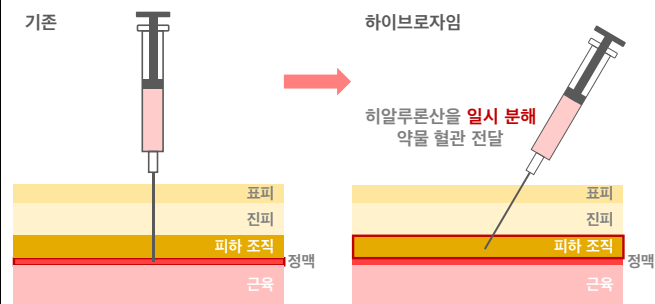 기존
하이브로자임
히알루론산을 일시 분해
약물 혈관 전달
표피
진피
피하 조직
정맥
근육
표피
진피
피하 조직
정맥
근육